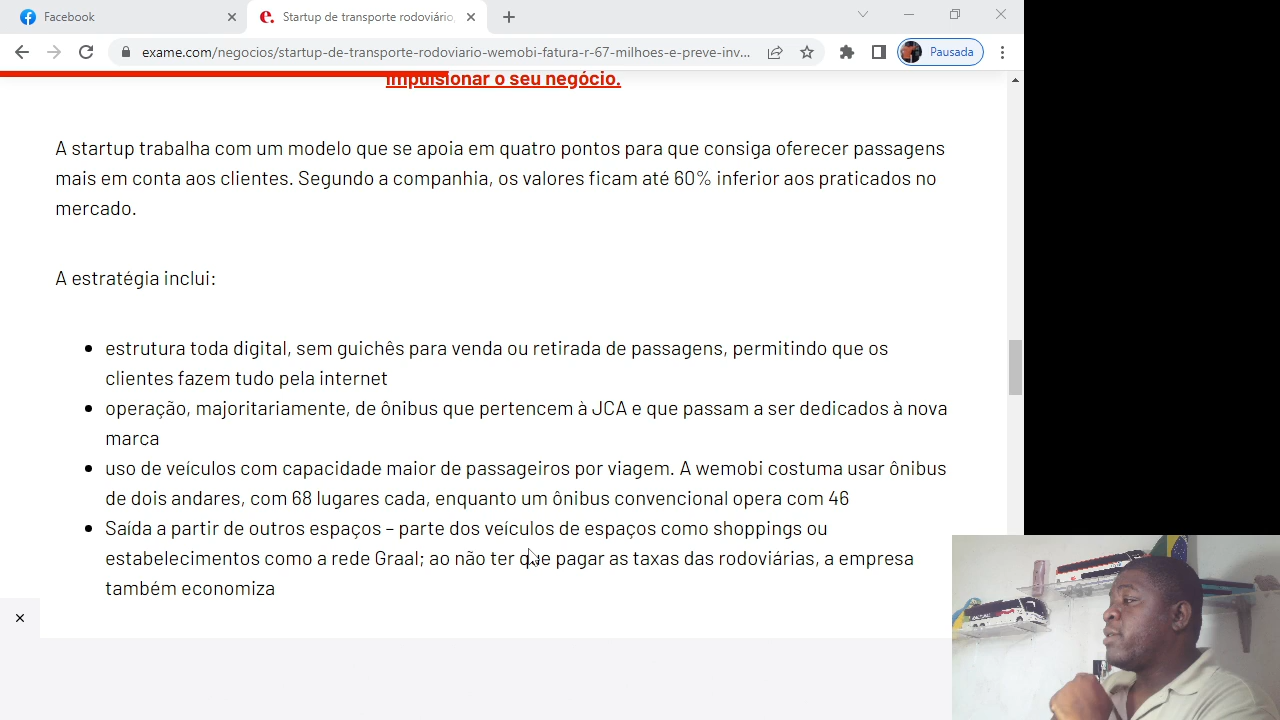 Facebook
Startup de transporte rodoviário,
exame.com/negocios/startup-de-transporte-rodoviario-wemobi-fatura-r-67-milhoes-e-preve-inv...
Pausada
impulsionar o seu negócio.
A startup trabalha com um modelo que se apoia em quatro pontos para que consiga oferecer passagens
mais em conta aos clientes. Segundo a companhia, os valores ficam até 60% inferior aos praticados no
mercado.
A estratégia inclui:
estrutura toda digital, sem guichês para venda ou retirada de passagens, permitindo que os
clientes fazem tudo pela internet
operação, majoritariamente, de ônibus que pertencem à JCA e que passam a ser dedicados à nova
marca
uso de veículos com capacidade maior de passageiros por viagem. A wemobi costuma usar ônibus
de dois andares, com 68 lugares cada, enquanto um ônibus convencional opera com 46
Saída a partir de outros espaços – parte dos veículos de espaços como shoppings ou
estabelecimentos como a rede Graal; ao não ter que pagar as taxas das rodoviárias, a empresa
também economiza